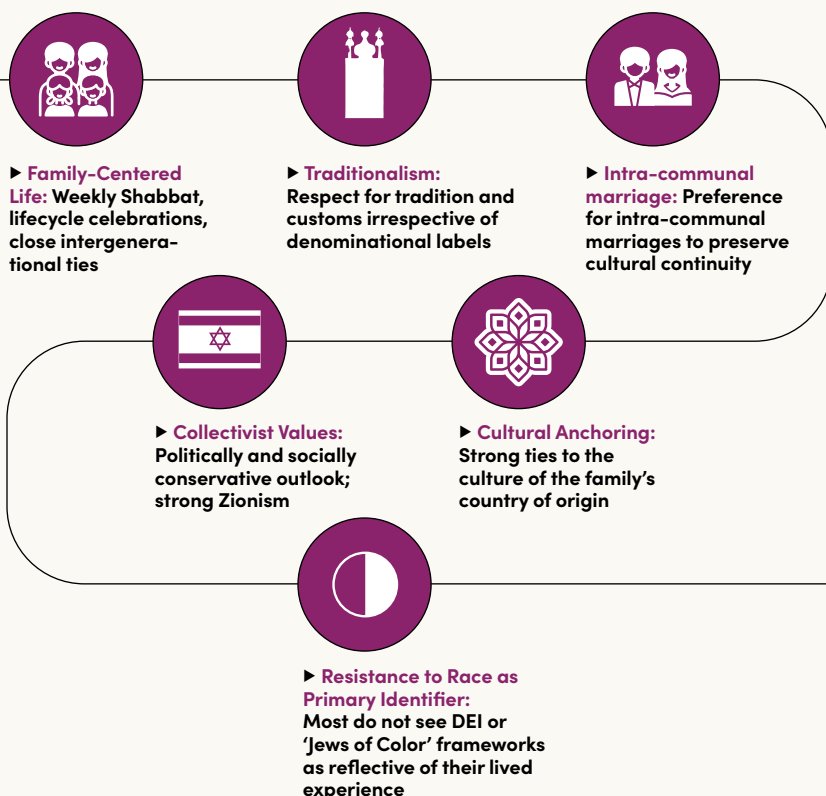 ▶ Family-Centered
Life: Weekly Shabbat,
lifecycle celebrations,
close intergenera-
tional ties
▶ Traditionalism:
Respect for tradition and
customs irrespective of
denominational labels
▶ Intra-communal
marriage: Preference
for intra-communal
marriages to preserve
cultural continuity
▶ Collectivist Values:
Politically and socially
conservative outlook;
strong Zionism
▶ Cultural Anchoring:
Strong ties to the
culture of the family’s
country of origin
▶ Resistance to Race as
Primary Identifier:
Most do not see DEI or
‘Jews of Color’ frameworks
as reflective of their lived
experience